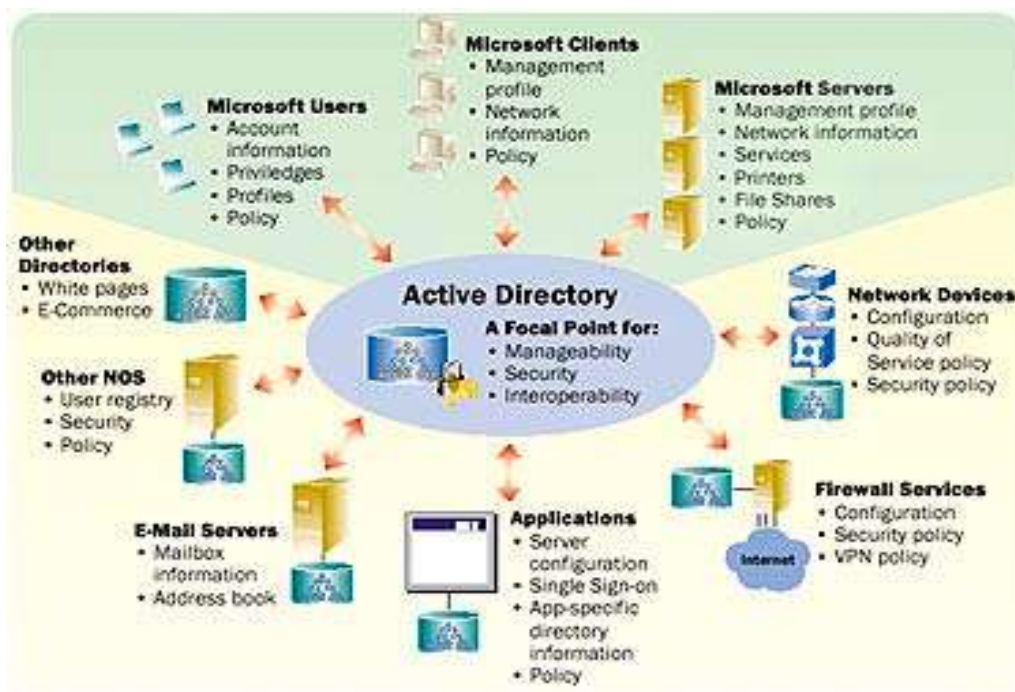 Microsoft Clients
• Management
profile
• Network
information
• Policy
Microsoft Users
• Account
information
• Priviledges
• Profiles
• Policy
Microsoft Servers
• Management profile
• Network information
• Services
• Printers
• File Shares
• Policy
Other
Directories
• White pages
• E-Commerce
Active Directory
A Focal Point for:
• Manageability
• Security
• Interoperability
Network Devices
• Configuration
• Quality of
Service policy
• Security policy
Other NOS
• User registry
• Security
• Policy
E-Mail Servers
• Mailbox
information
• Address book
Applications
• Server
configuration
• Single Sign-on
• App-specific
directory
information
• Policy
Internet
Firewall Services
• Configuration
• Security policy
• VPN policy